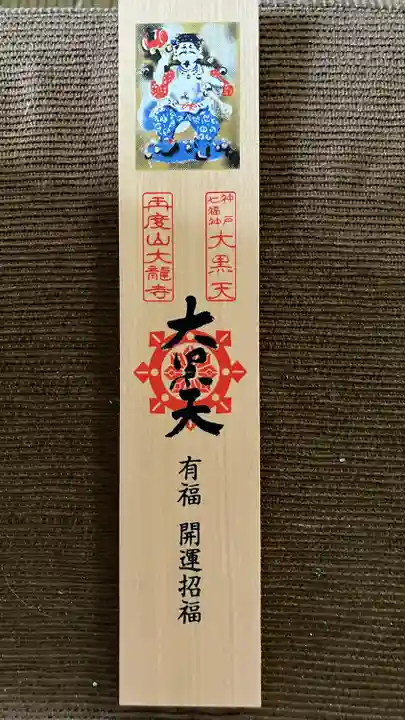 神戸
七福神
大黒天
再度山大龍寺
大黒天
有福 開運招福